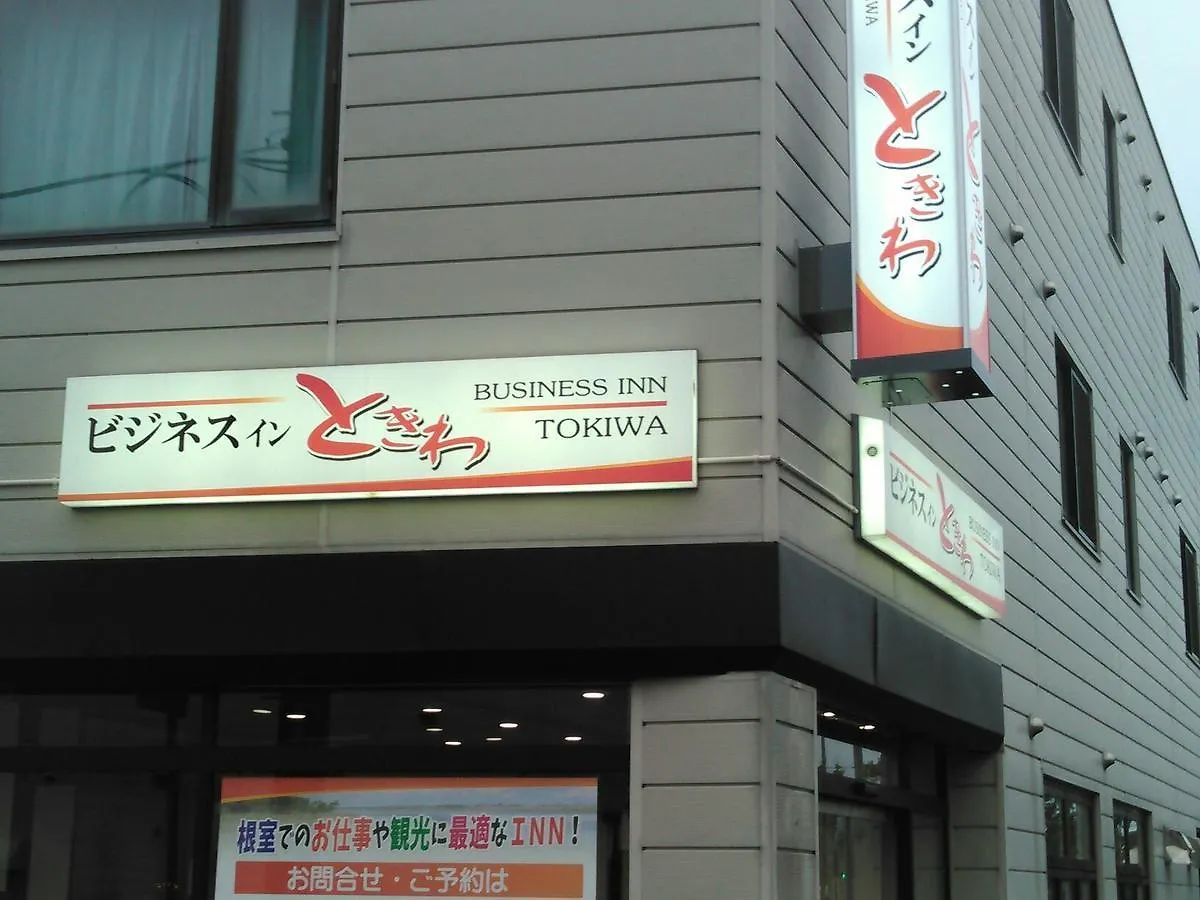 スイン
ときわ
WA
ビジネスイン ときわ
BUSINESS INN
TOKIWA
ビジネスイン ときわ
BUSINESS INN
TOKIWA
根室でのお仕事や観光に最適なINN!
お問合せ・ご予約は